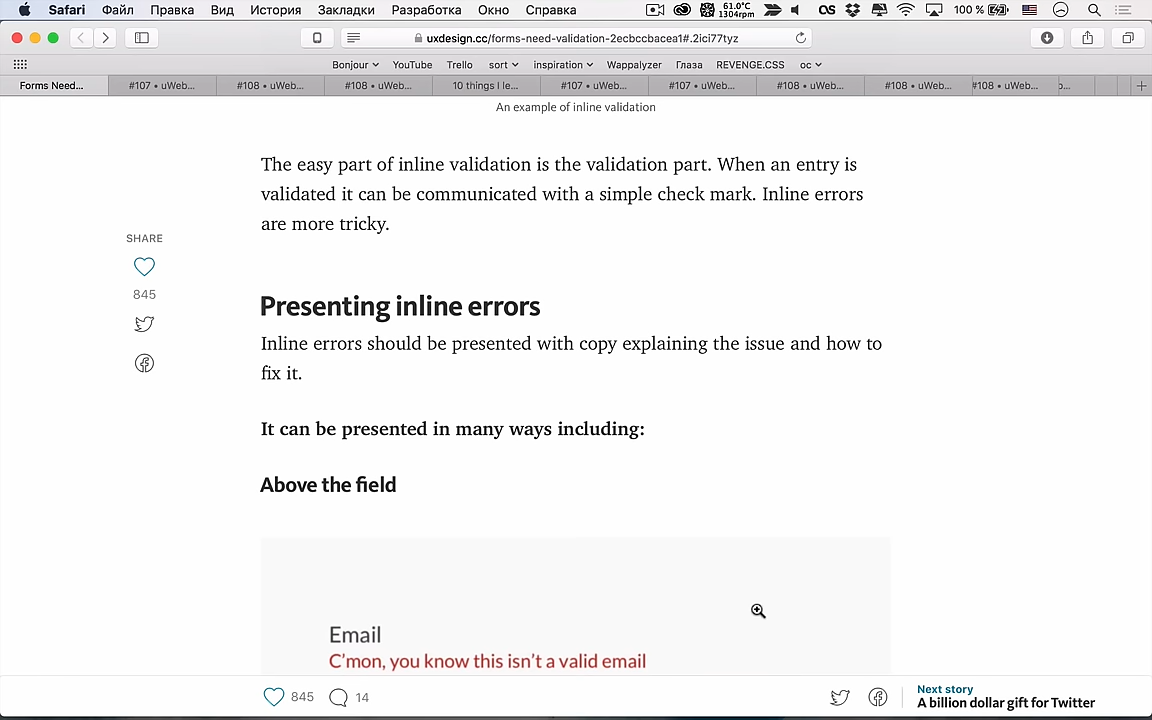 Safari Файл Правка Вид История Закладки Разработка Окно Справка 61.0°C 1304rpm 100 %
uxdesign.cc/forms-need-validation-2ecbccbacea1#.2ici77tyz
Bonjour YouTube Trello sort inspiration Wappalyzer Глаза REVENGE.CSS oc
Forms Need... #107 • uWeb... #108 • uWeb... #108 • uWeb... 10 things I le... #107 • uWeb... #107 • uWeb... #108 • uWeb... #108 • uWeb... #108 • uWeb...
An example of inline validation
The easy part of inline validation is the validation part. When an entry is
validated it can be communicated with a simple check mark. Inline errors
are more tricky.
SHARE
845
Presenting inline errors
Inline errors should be presented with copy explaining the issue and how to
fix it.
It can be presented in many ways including:
Above the field
Email
C'mon, you know this isn't a valid email
845 14
Next story
A billion dollar gift for Twitter